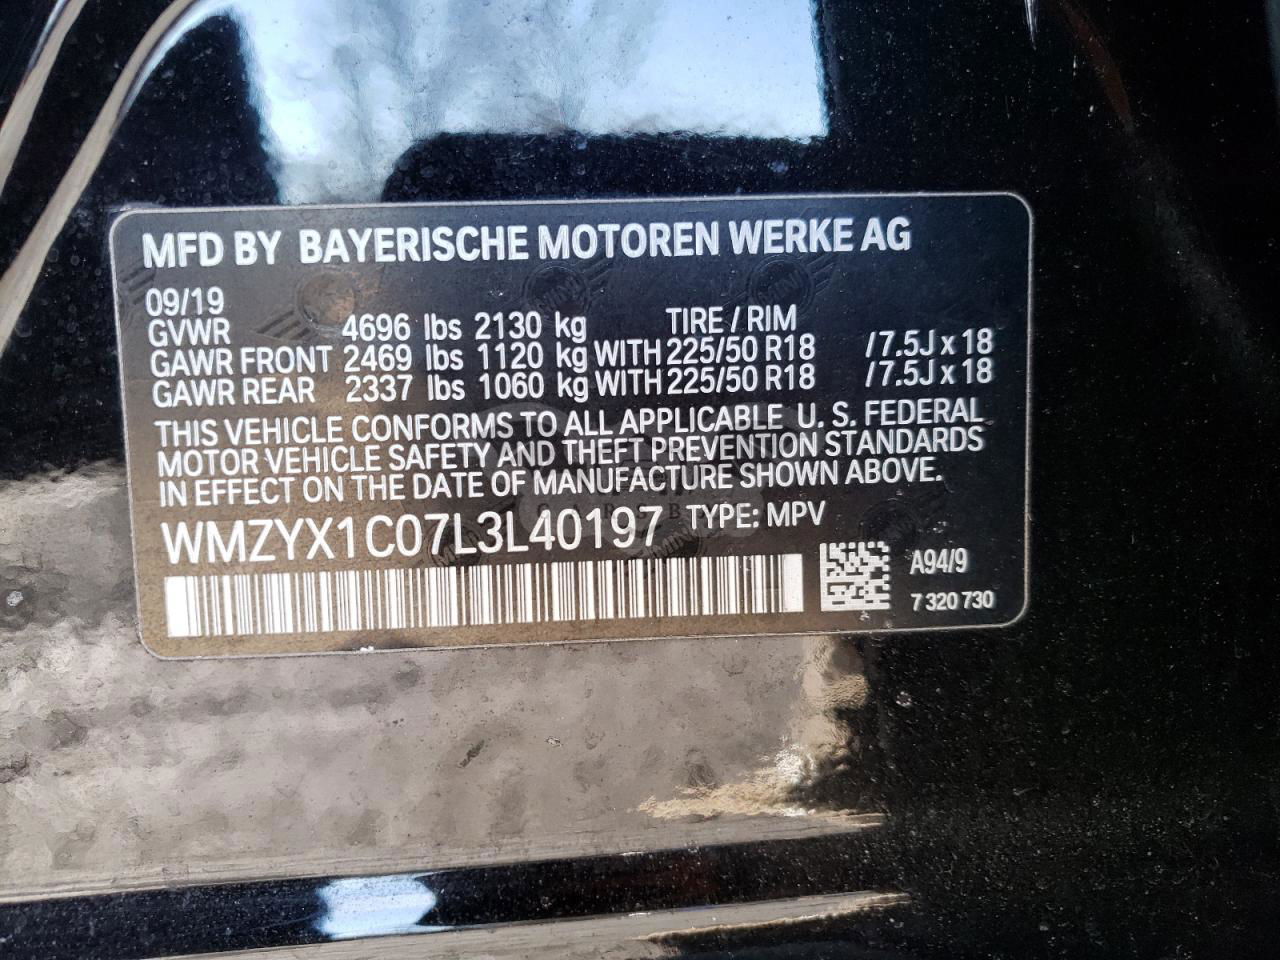 MFD BY BAYERISCHE MOTOREN WERKE AG
09/19
GVWR 4696 lbs 2130 kg TIRE / RIM
GAWR FRONT 2469 lbs 1120 kg WITH 225/50 R18 /7.5J x 18
GAWR REAR 2337 lbs 1060 kg WITH 225/50 R18 /7.5J x 18
THIS VEHICLE CONFORMS TO ALL APPLICABLE U. S. FEDERAL
MOTOR VEHICLE SAFETY AND THEFT PREVENTION STANDARDS
IN EFFECT ON THE DATE OF MANUFACTURE SHOWN ABOVE.
WMZYX1C07L3L40197 TYPE: MPV
A94/9
7 320 730